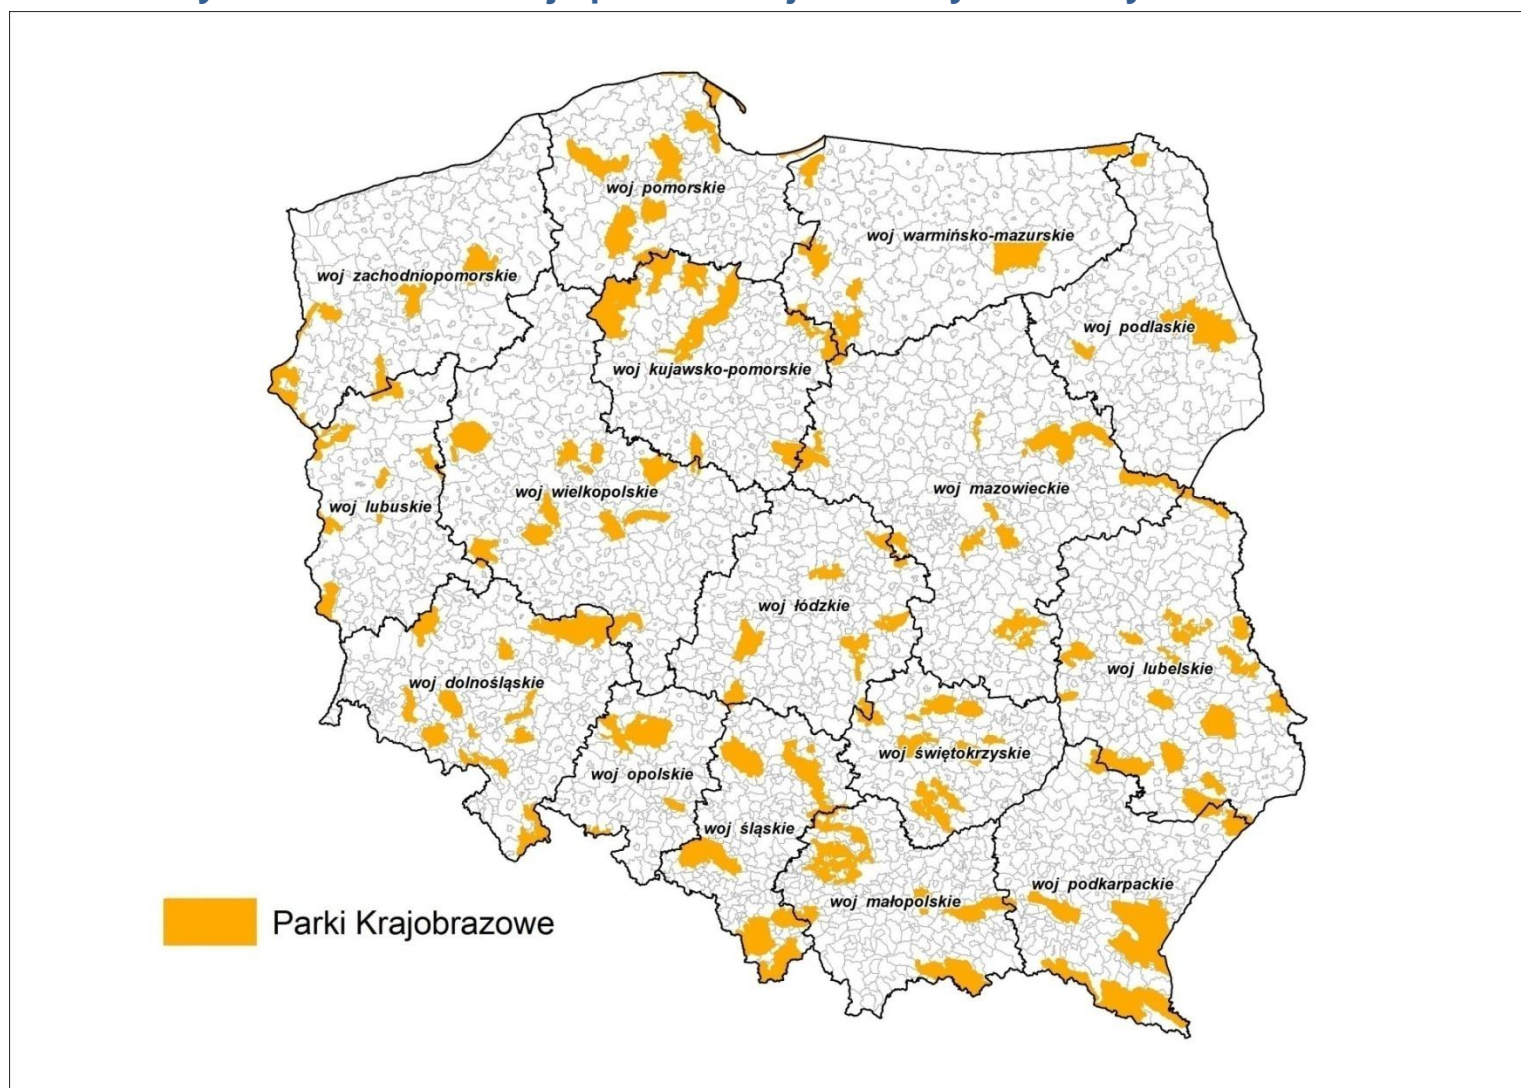 woj pomorskie
woj warmińsko-mazurskie
woj zachodniopomorskie
woj podlaskie
woj kujawsko-pomorskie
woj wielkopolskie
woj mazowieckie
woj lubuskie
woj łódzkie
woj lubelskie
woj dolnośląskie
woj świętokrzyskie
woj opolskie
woj śląskie
woj podkarpackie
woj małopolskie
Parki Krajobrazowe